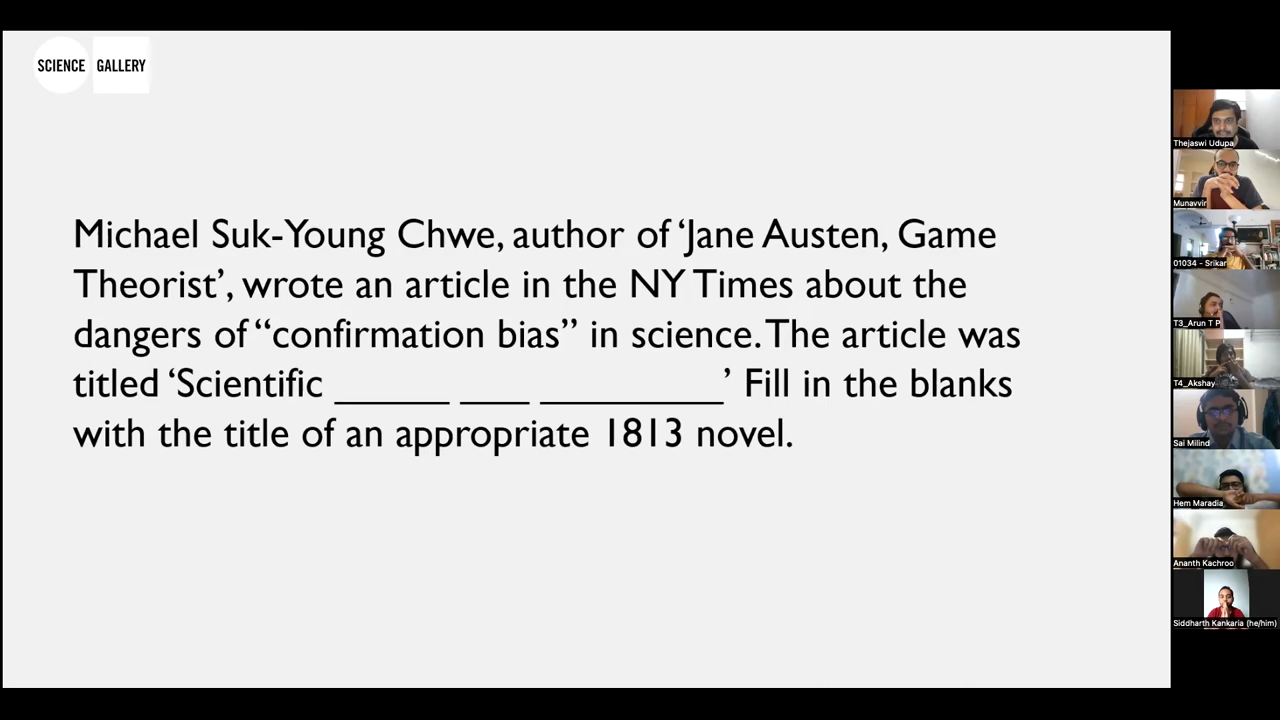 SCIENCE GALLERY
Michael Suk-Young Chwe, author of ‘Jane Austen, Game
Theorist’, wrote an article in the NY Times about the
dangers of “confirmation bias” in science. The article was
titled ‘Scientific ______ ___ _________’ Fill in the blanks
with the title of an appropriate 1813 novel.
Thejaswi Udupa
Munavvir
01034 - Srikar
T3_Arun T P
T4_Akshay
Sai Milind
Hem Maradia
Ananth Kachroo
Siddharth Kankaria (he/him)